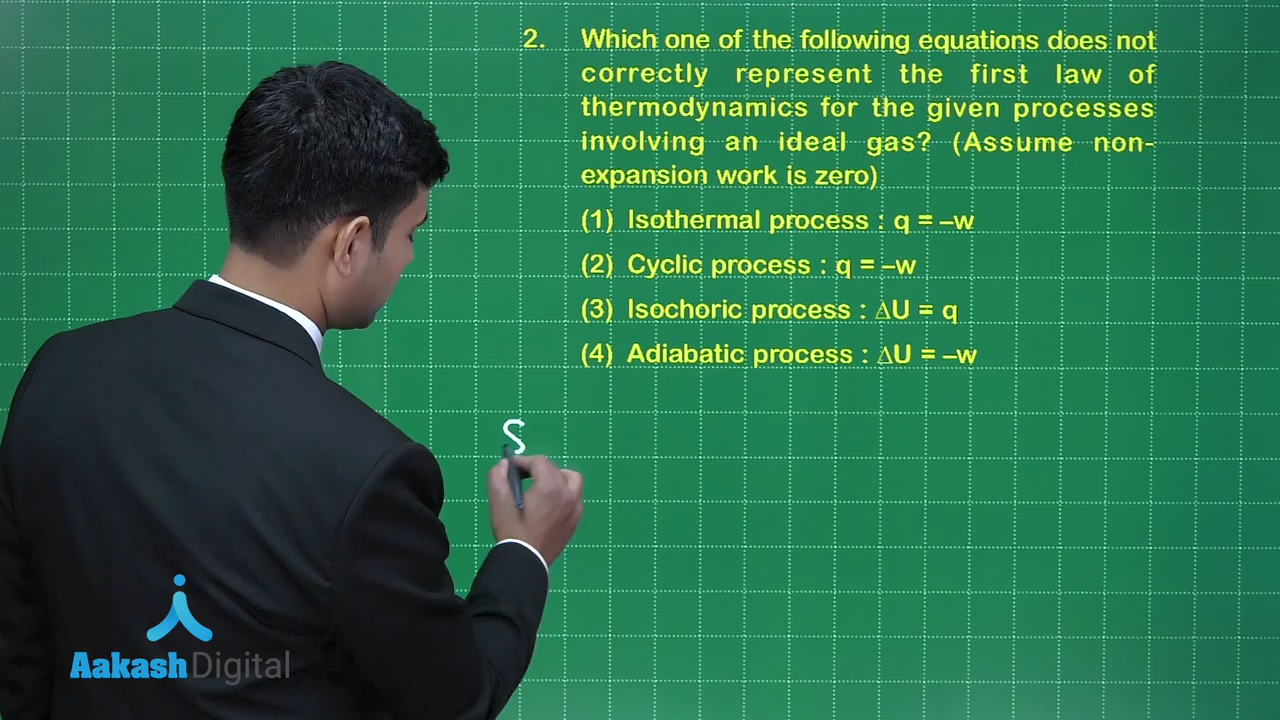 2. Which one of the following equations does not
correctly represent the first law of
thermodynamics for the given processes
involving an ideal gas? (Assume non-
expansion work is zero)
(1) Isothermal process : q = –w
(2) Cyclic process : q = –w
(3) Isochoric process : ∆U = q
(4) Adiabatic process : ∆U = –w
S
Aakash Digital